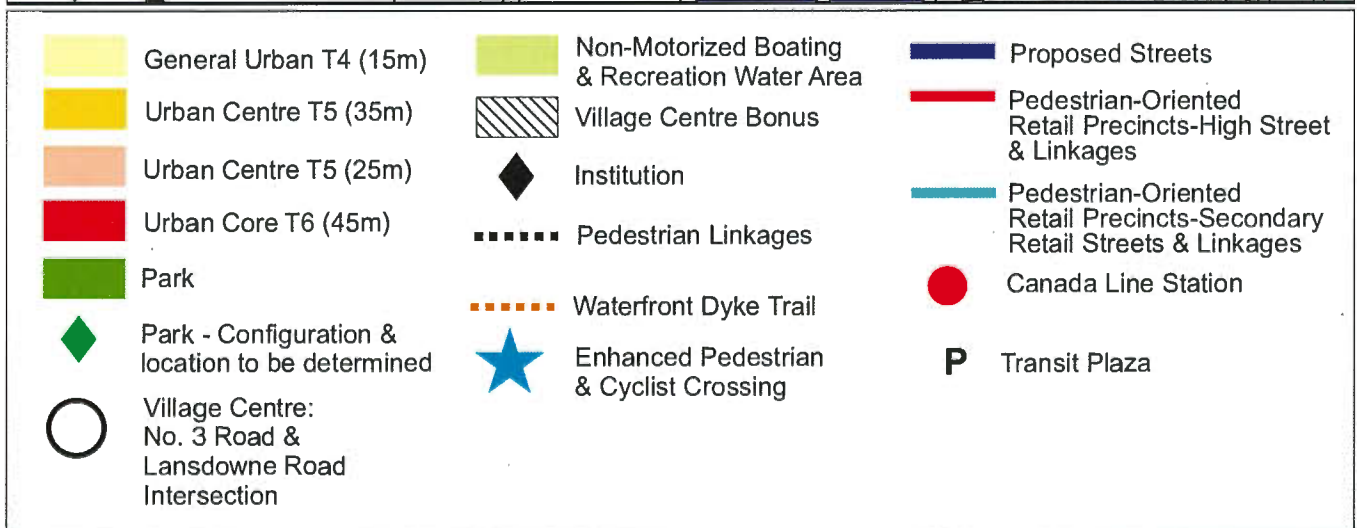 General Urban T4 (15m)
Urban Centre T5 (35m)
Urban Centre T5 (25m)
Urban Core T6 (45m)
Park
Park - Configuration &
location to be determined
Village Centre:
No. 3 Road &
Lansdowne Road
Intersection
Non-Motorized Boating
& Recreation Water Area
Village Centre Bonus
Institution
Pedestrian Linkages
Waterfront Dyke Trail
Enhanced Pedestrian
& Cyclist Crossing
Proposed Streets
Pedestrian-Oriented
Retail Precincts-High Street
& Linkages
Pedestrian-Oriented
Retail Precincts-Secondary
Retail Streets & Linkages
Canada Line Station
P Transit Plaza